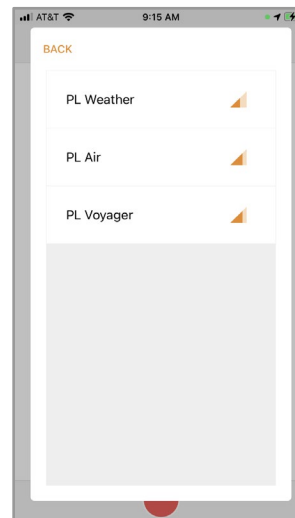 AT&T 9:15 AM
BACK
PL Weather
PL Air
PL Voyager